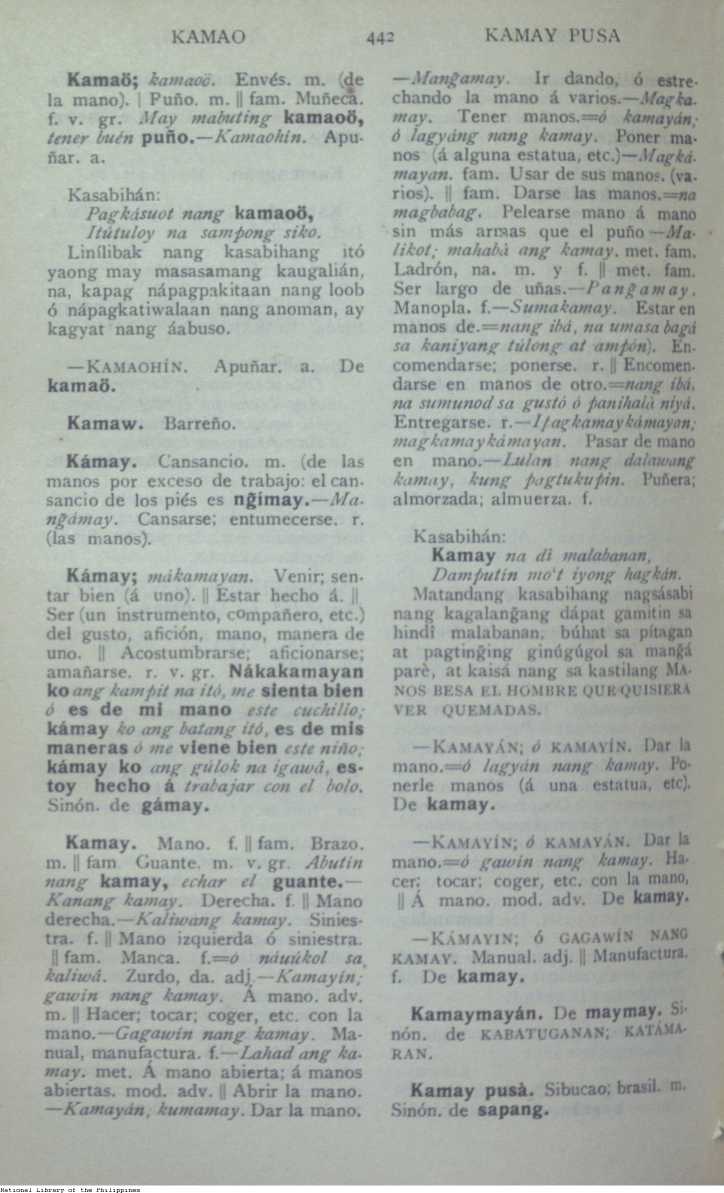 KAMAO 442 KAMAY PUSA
Kamaö; kamaoö. Envés. m. (de
la mano). | Puño. m. || fam. Muñeca.
f. v. gr. May mabuting kamaoö,
tener buén puño.—Kamaohin. Apu-
ñar. a.
Kasabihán:
Pagkásuot nang kamaoö,
Itútuloy na sampong siko.
Linílibak nang kasabihang itó
yaong may masasamang kaugalián,
na, kapag nápagpakitaan nang loob
ó nápagkatiwalaan nang anoman, ay
kagyat nang áabuso.
—KAMAOHÍN. Apuñar. a. De
kamaö.
Kamaw. Barreño.
Kámay. Cansancio. m. (de las
manos por exceso de trabajo: el can-
sancio de los piés es ng̃ímay.—Ma-
ng̃ámay. Cansarse; entumecerse. r.
(las manos).
Kámay; mákamayan. Venir; sen-
tar bien (á uno). || Estar hecho á. ||
Ser (un instrumento, compañero, etc.)
del gusto, afición, mano, manera de
uno. || Acostumbrarse; aficionarse;
amañarse. r. v. gr. Nákakamayan
ko ang kampit na itó, me sienta bien
ó es de mi mano este cuchillo;
kámay ko ang batang itó, es de mis
maneras ó me viene bien este niño;
kámay ko ang gúlok na igawá, es-
toy hecho á trabajar con el bolo.
Sinón. de gámay.
Kamay. Mano. f. || fam. Brazo.
m. || fam Guante. m. v. gr. Abutin
nang kamay, echar el guante.—
Kanang kamay. Derecha. f. || Mano
derecha.—Kaliwang kamay. Sinies-
tra. f. || Mano izquierda ó siniestra.
|| fam. Manca. f.=ó náuúkol sa
kaliwá. Zurdo, da. adj.—Kamayín;
gawin nang kamay. Á mano. adv.
m. || Hacer; tocar; coger, etc. con la
mano.—Gagawin nang kamay. Ma-
nual, manufactura. f.—Lahad ang ka-
may. met. Á mano abierta; á manos
abiertas. mod. adv. || Abrir la mano.
—Kamayán, kumamay. Dar la mano.
—Mang̃amay. Ir dando, ó estre-
chando la mano á varios.—Magka-
may. Tener manos.=ó kamayán;
ó lagyáng nang kamay. Poner ma-
nos (á alguna estatua, etc.)—Magká-
mayan. fam. Usar de sus manos. (va-
rios). || fam. Darse las manos.=na
magbabag. Pelearse mano á mano
sin más armas que el puño—Ma-
likot; mahabà ang kamay. met. fam.
Ladrón, na. m. y f. || met. fam.
Ser largo de uñas.—Pang̃amay.
Manopla. f.—Sumakamay. Estar en
manos de.=nang ibá, na umasa bagá
sa kaniyang túlong at ampón). En-
comendarse; ponerse. r. || Encomen-
darse en manos de otro.=nang ibá,
na sumunod sa gustó ó panihalà niyá.
Entregarse. r.—Ipagkamaykámayan;
magkamaykámayan. Pasar de mano
en mano.—Lulan nang dalawang
kamay, kung pagtukupín. Puñera;
almorzada; almuerza. f.
Kasabihán:
Kamay na dì malabanan,
Damputín mo't iyong hagkán.
Matandang kasabihang nagsásabi
nang kagalang̃ang dápat gamitin sa
hindî malabanan, búhat sa pítagan
at pagting̃ing ginúgúgol sa mang̃á
parè, at kaisá nang sa kastilang MA-
NOS BESA EL HOMBRE QUE QUISIERA
VER QUEMADAS.
—KAMAYÁN; ó KAMAYÍN. Dar la
mano.=ó lagyán nang kamay. Po-
nerle manos (á una estatua, etc).
De kamay.
—KAMAYÍN; ó KAMAYÁN. Dar la
mano.=ó gawin nang kamay. Ha-
cer; tocar; coger, etc. con la mano,
|| Á mano. mod. adv. De kamay.
—KÁMAYIN; ó GAGAWÍN NANG
KAMAY. Manual. adj. || Manufactura.
f. De kamay.
Kamaymayán. De maymay. Si-
nón. de KABATUGANAN; KATÁMA-
RAN.
Kamay pusà. Sibucao; brasil. m.
Sinón. de sapang.
National Library of the Philippines